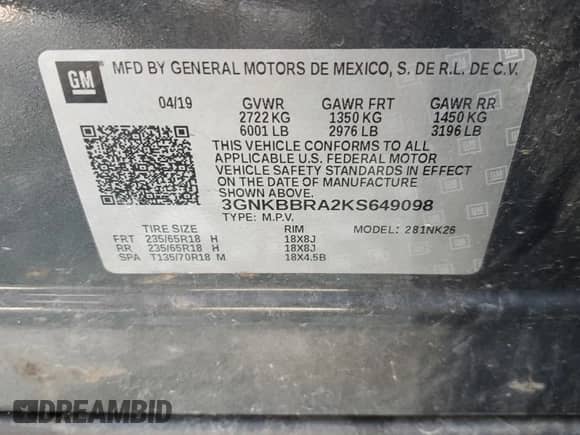 GM
MFD BY GENERAL MOTORS DE MEXICO, S. DE R.L. DE C.V.
04/19 GVWR GAWR FRT GAWR RR
2722 KG 1350 KG 1450 KG
6001 LB 2976 LB 3196 LB
THIS VEHICLE CONFORMS TO ALL
APPLICABLE U.S. FEDERAL MOTOR
VEHICLE SAFETY STANDARDS IN EFFECT
ON THE DATE OF MANUFACTURE
SHOWN ABOVE.
3GNKBBRA2KS649098
TYPE: M.P.V. MODEL: 281NK26
TIRE SIZE RIM
FRT 235/65R18 H 18X8J
RR 235/65R18 H 18X8J
SPA T135/70R18 M 18X4.5B
DREAMBID